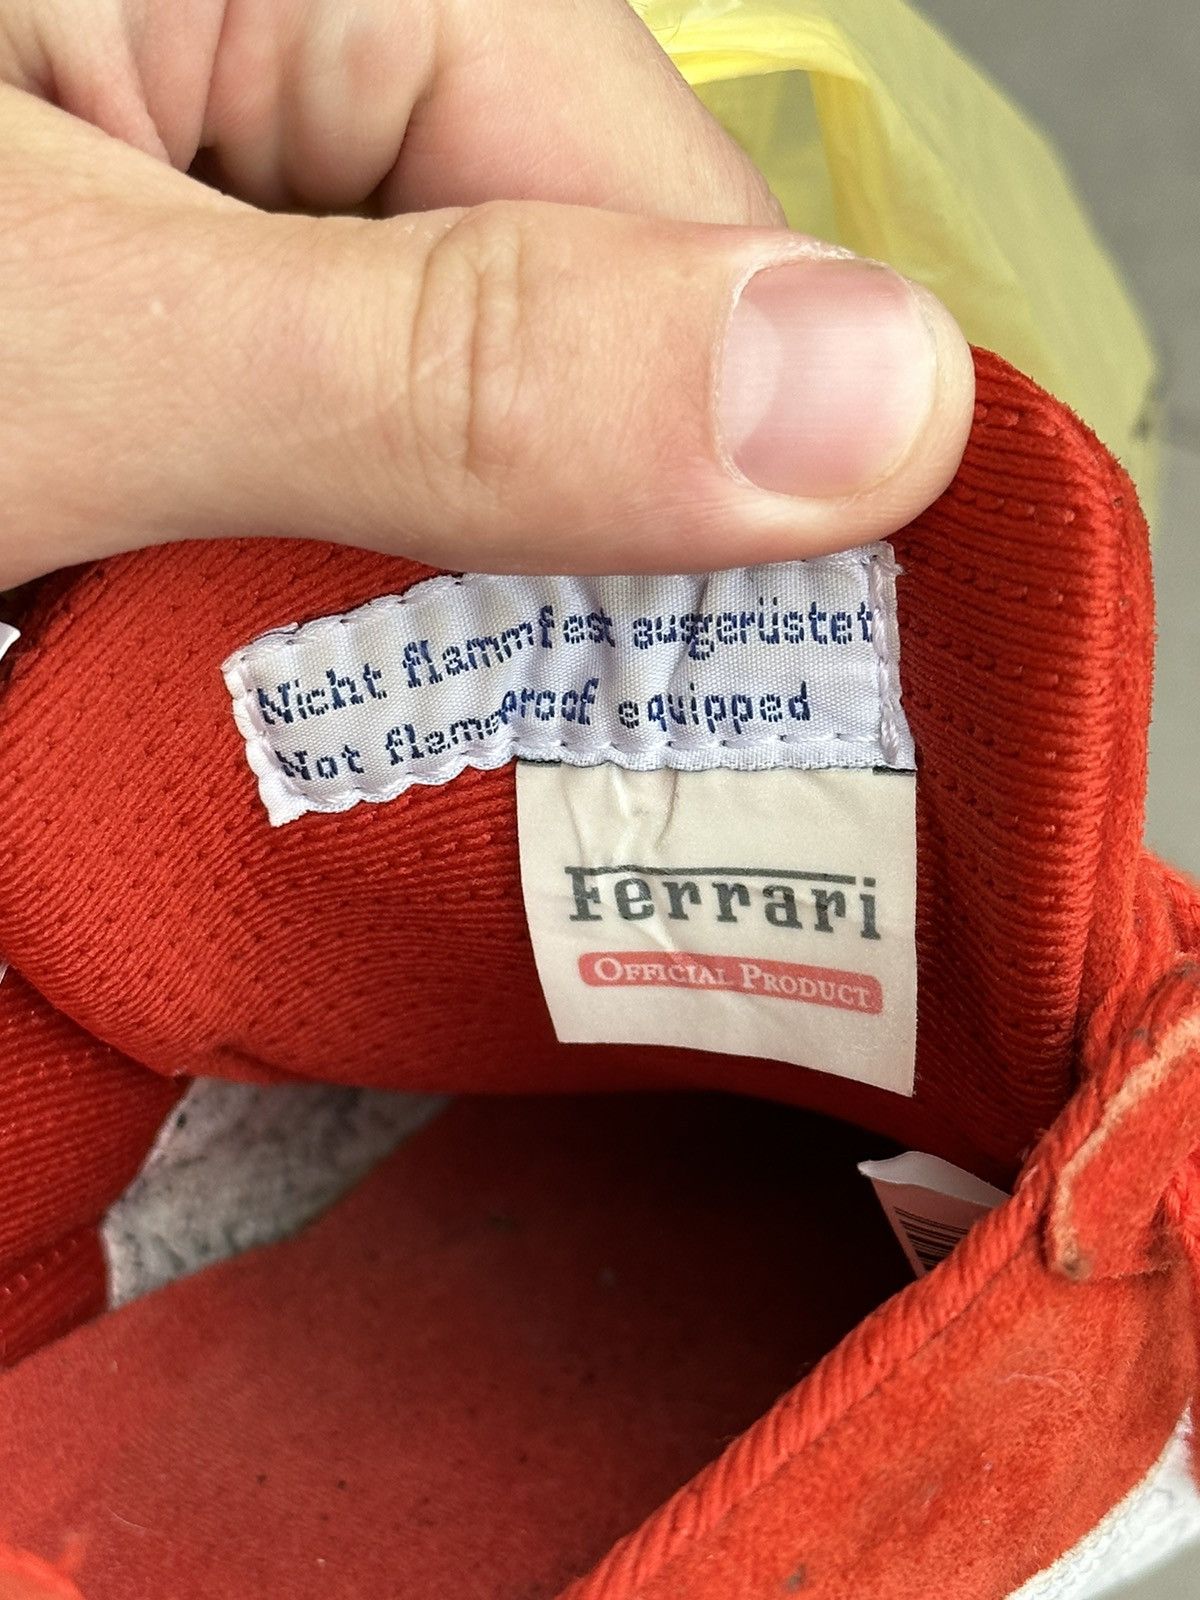 Nicht flammfest ausgerüstet
Not flameproof equipped
Ferrari
OFFICIAL PRODUCT